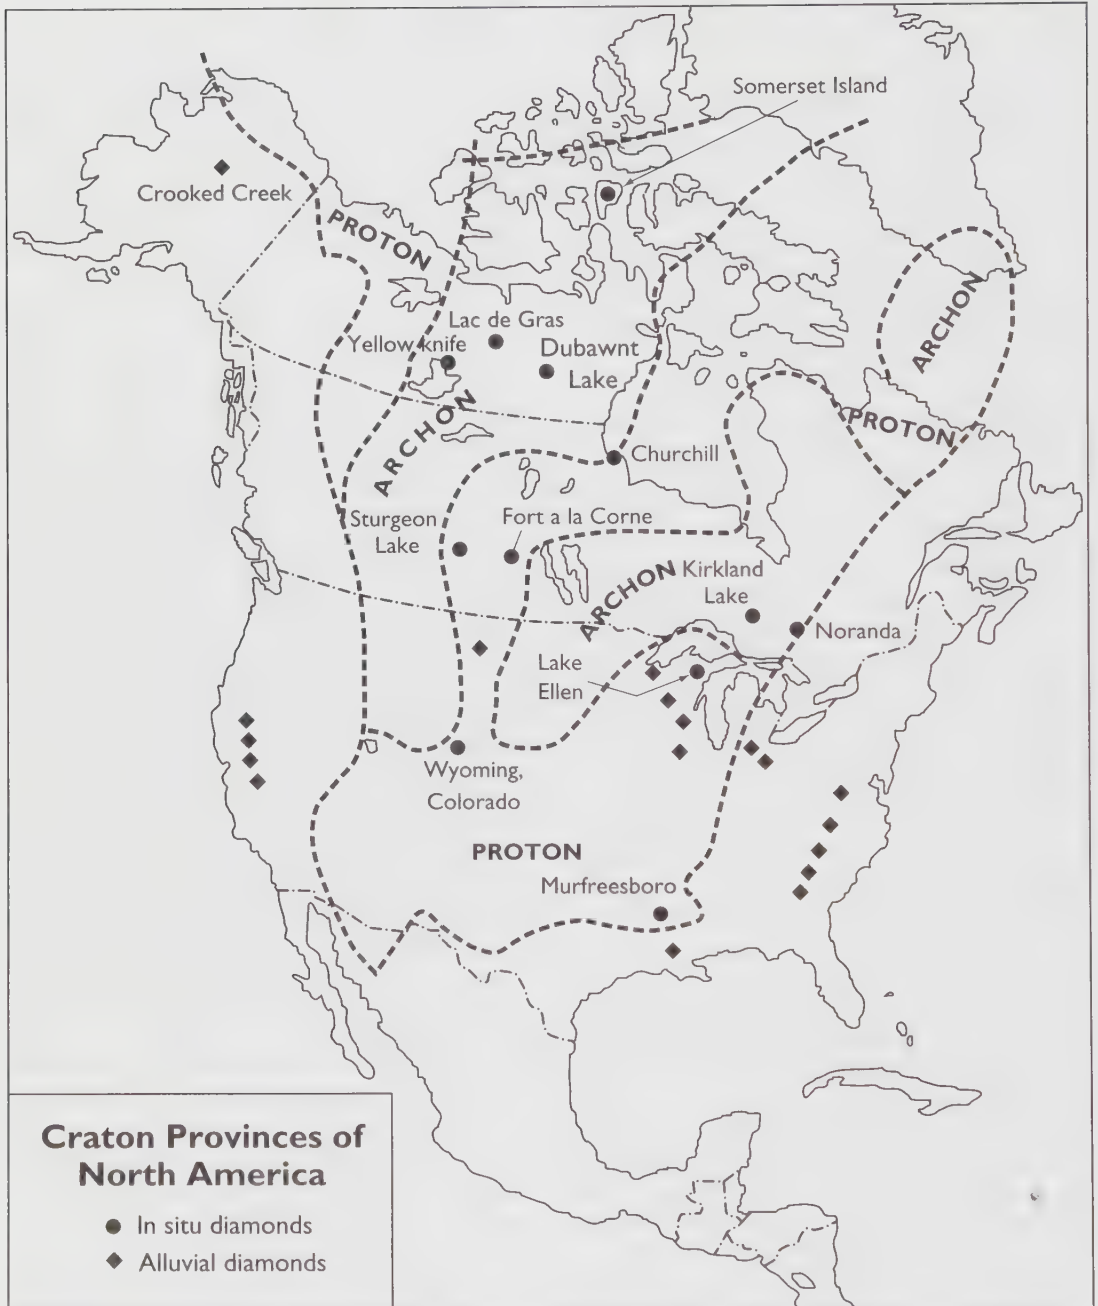 Somerset Island
Crooked Creek
PROTON
ARCHON
Lac de Gras
Yellow knife
Dubawnt
Lake
PROTON
ARCHON
Churchill
Sturgeon
Lake
Fort a la Corne
ARCHON
Kirkland
Lake
Noranda
Lake
Ellen
Wyoming,
Colorado
PROTON
Murfreesboro
Craton Provinces of
North America
In situ diamonds
Alluvial diamonds